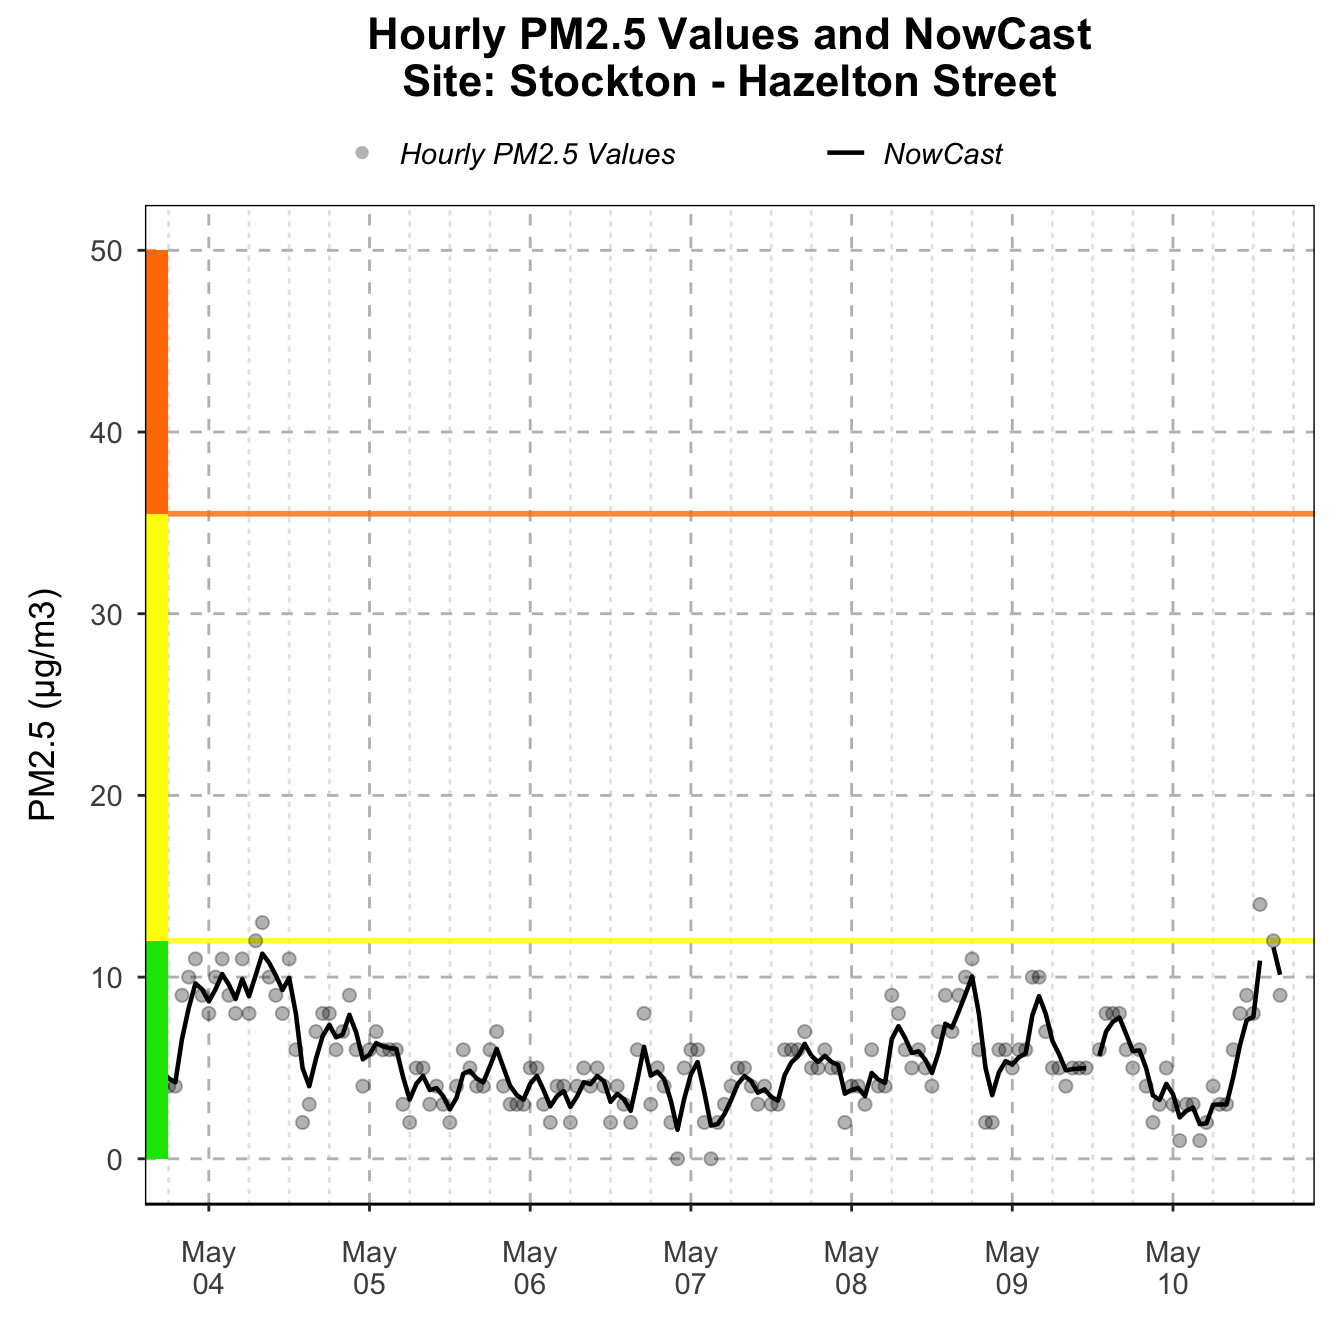 Hourly PM2.5 Values and NowCast
Site: Stockton - Hazelton Street
Hourly PM2.5 Values NowCast
PM2.5 (µg/m3)
50
40
30
20
10
0
May May May May May May May
04 05 06 07 08 09 10